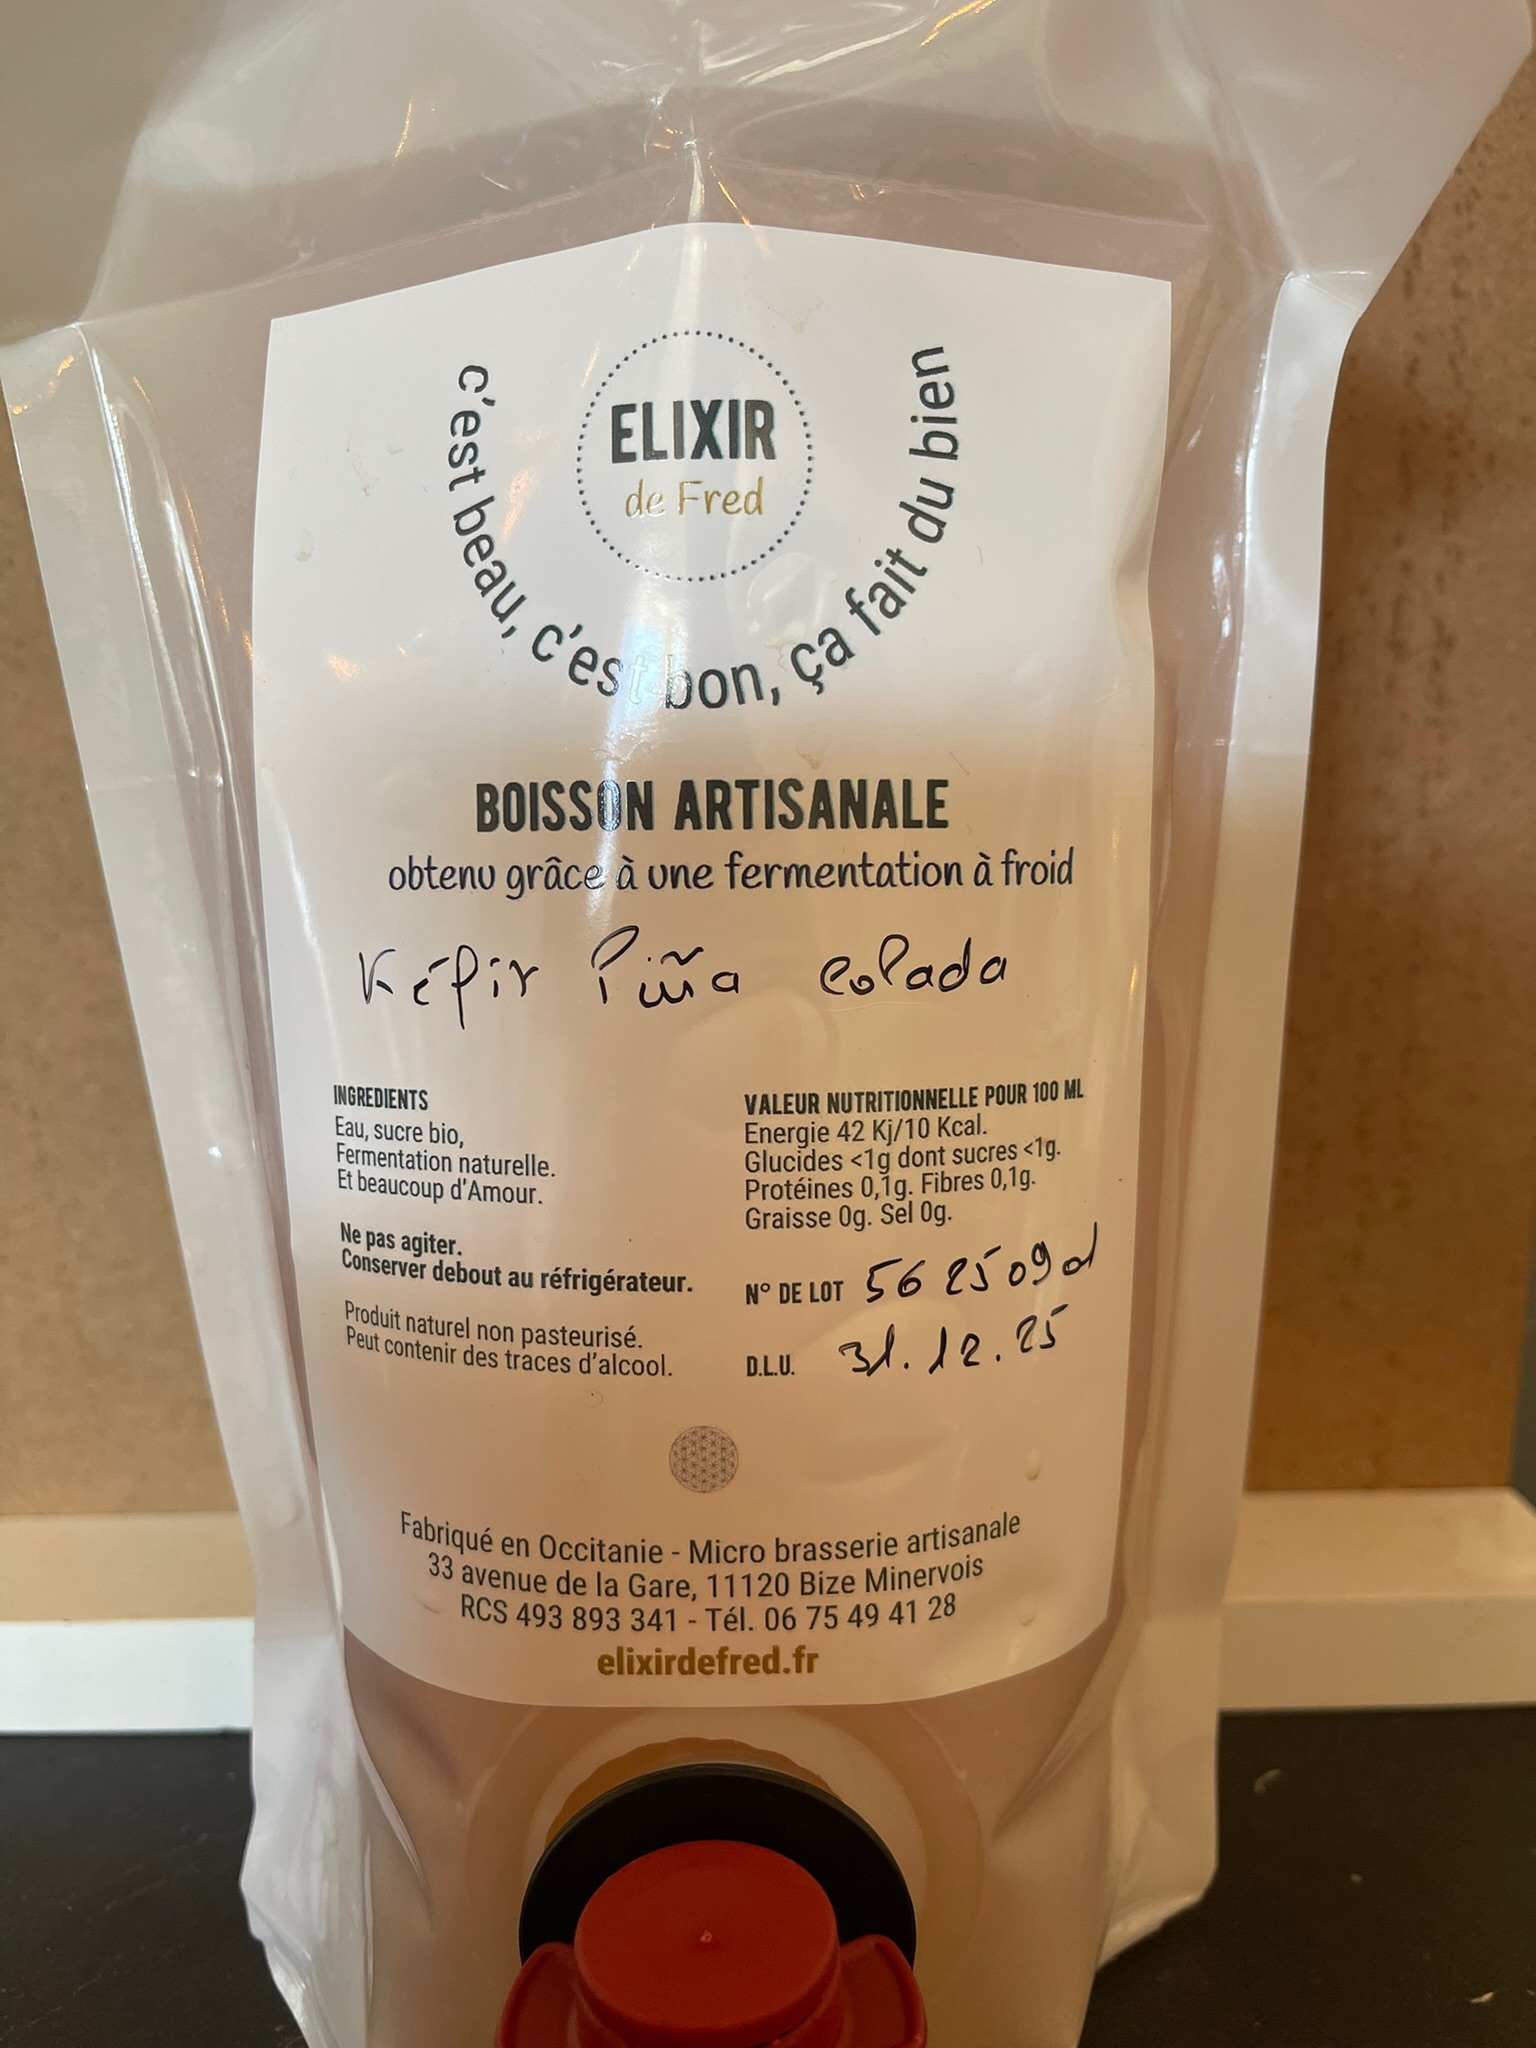 ELIXIR
de Fred
c'est beau, c'est bon, ça fait du bien
BOISSON ARTISANALE
obtenu grâce à une fermentation à froid
Kéfir Piña Colada
INGREDIENTS
Eau, sucre bio,
Fermentation naturelle.
Et beaucoup d'Amour.
Ne pas agiter.
Conserver debout au réfrigérateur.
Produit naturel non pasteurisé.
Peut contenir des traces d'alcool.
VALEUR NUTRITIONNELLE POUR 100 ML
Energie 42 Kj/10 Kcal.
Glucides <1g dont sucres <1g.
Protéines 0,1g. Fibres 0,1g.
Graisse 0g. Sel 0g.
N° DE LOT 56 25 09
D.L.U. 31.12.25
Fabriqué en Occitanie - Micro brasserie artisanale
33 avenue de la Gare, 11120 Bize Minervois
RCS 493 893 341 - Tél. 06 75 49 41 28
elixirdefred.fr